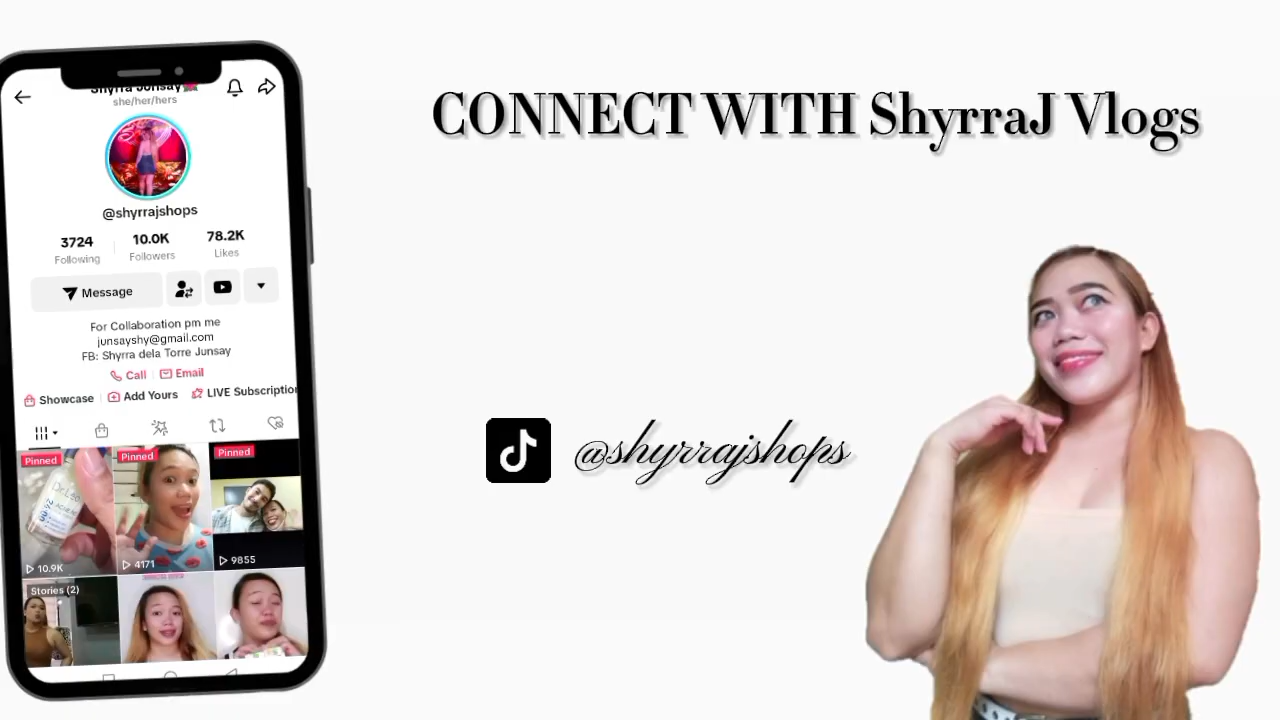 CONNECT WITH ShyrraJ Vlogs
@shyrrajshops
Shyrra Junsay
she/her/hers
@shyrrajshops
3724 10.0K 78.2K
Following Followers Likes
Message
For Collaboration pm me
junsayshy@gmail.com
FB: Shyrra dela Torre Junsay
Call Email
Showcase Add Yours LIVE Subscription
Pinned Pinned Pinned
10.9K 4171 9855
Stories (2)